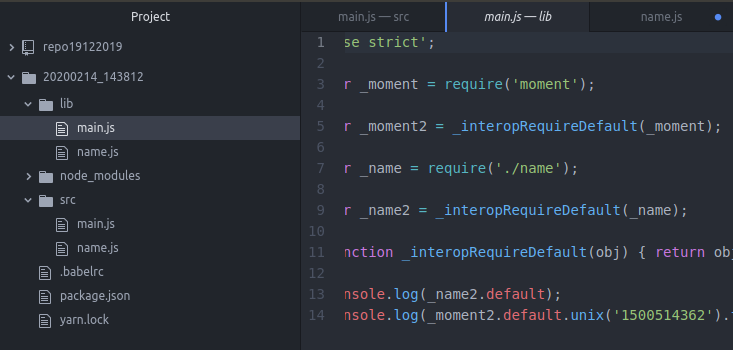 Project
repo19122019
20200214_143812
lib
main.js
name.js
node_modules
src
main.js
name.js
.babelrc
package.json
yarn.lock
main.js — src
main.js — lib
name.js
1 se strict';
2
3 r _moment = require('moment');
4
5 r _moment2 = _interopRequireDefault(_moment);
6
7 r _name = require('./name');
8
9 r _name2 = _interopRequireDefault(_name);
10
11 nction _interopRequireDefault(obj) { return obj
12
13 nsole.log(_name2.default);
14 nsole.log(_moment2.default.unix('1500514362').